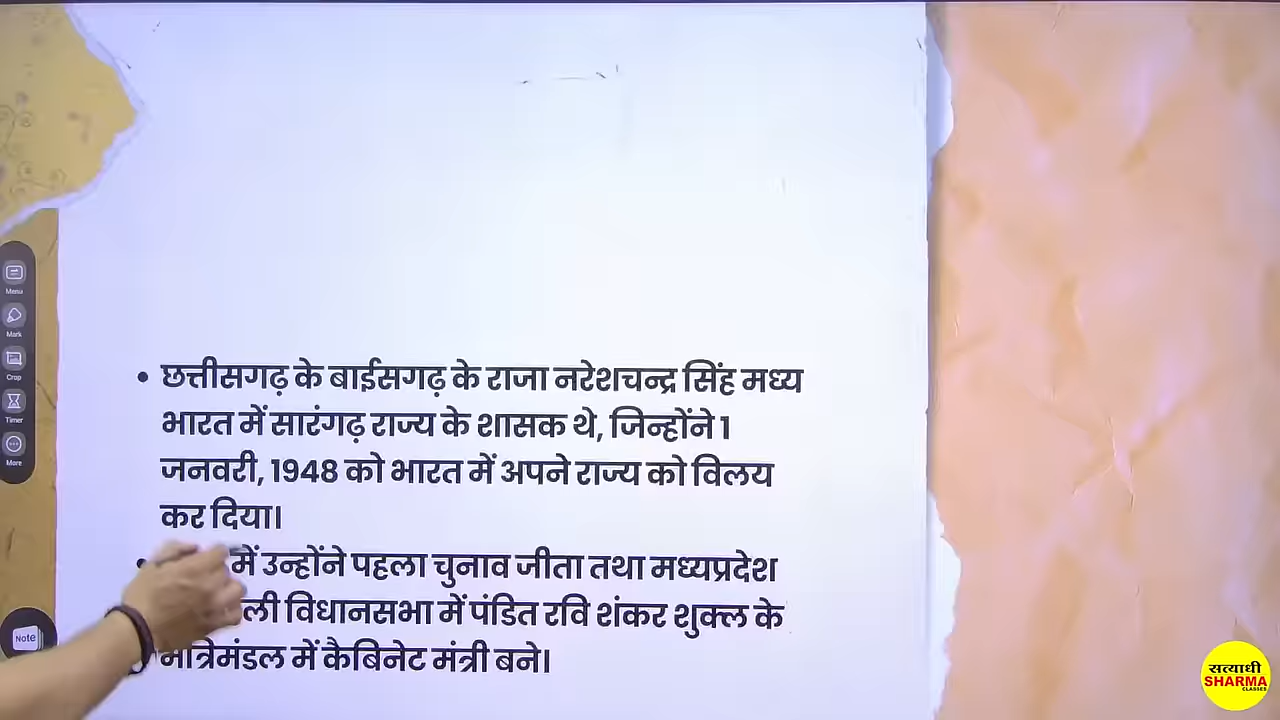 छत्तीसगढ़ के बाईसगढ़ के राजा नरेशचन्द्र सिंह मध्य
भारत में सारंगढ़ राज्य के शासक थे, जिन्होंने 1
जनवरी, 1948 को भारत में अपने राज्य को विलय
कर दिया।
में उन्होंने पहला चुनाव जीता तथा मध्यप्रदेश
विधानसभा में पंडित रवि शंकर शुक्ल के
मंत्रिमंडल में कैबिनेट मंत्री बने।
Menu
Mark
Crop
Timer
More
Note
सत्याधी
SHARMA
CLASSES